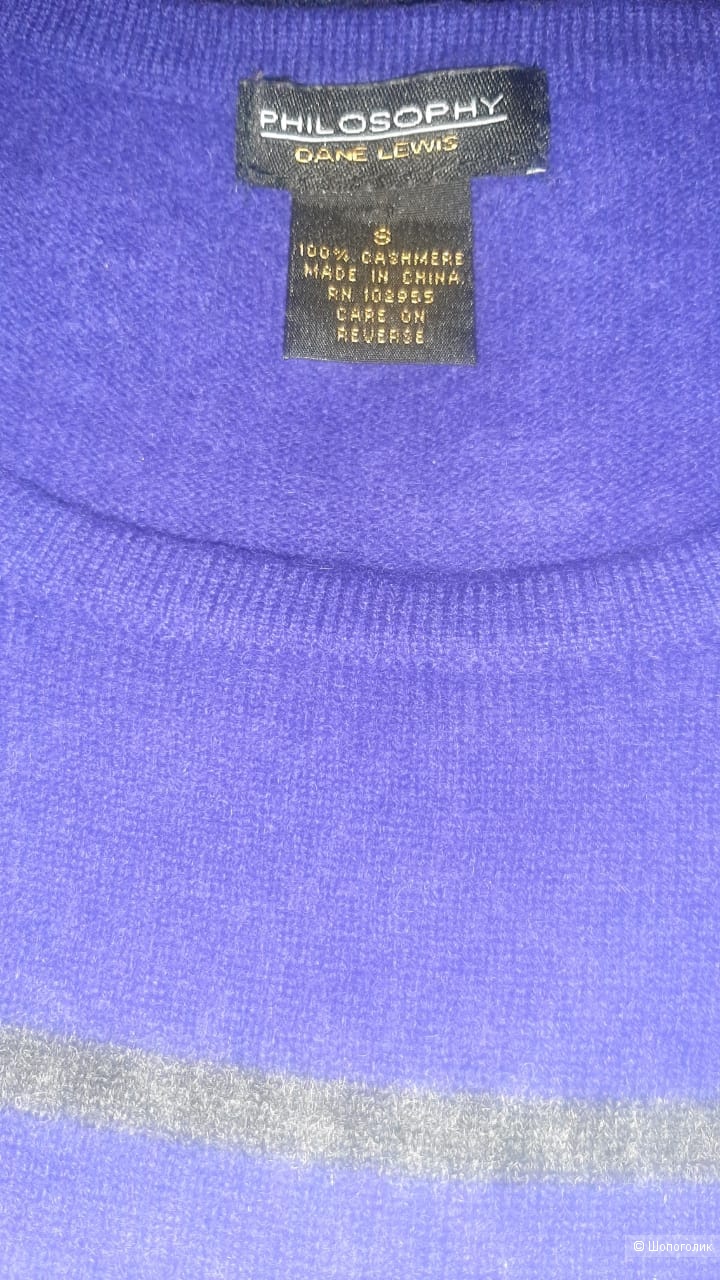 PHILOSOPHY
DANE LEWIS
S
100% CASHMERE
MADE IN CHINA
RN 102955
CARE ON
REVERSE
© Шопоголик